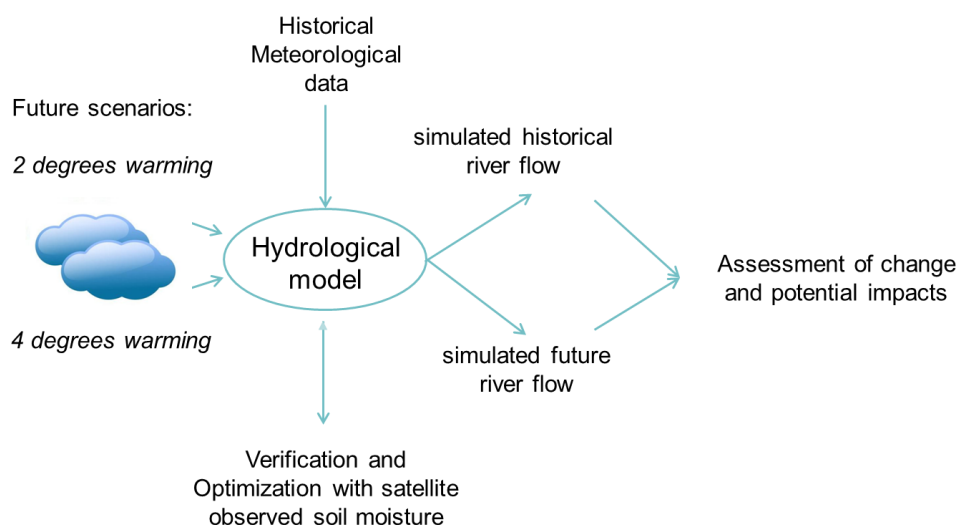 Historical
Meteorological
data
Future scenarios:
2 degrees warming
4 degrees warming
Hydrological
model
simulated historical
river flow
simulated future
river flow
Assessment of change
and potential impacts
Verification and
Optimization with satellite
observed soil moisture